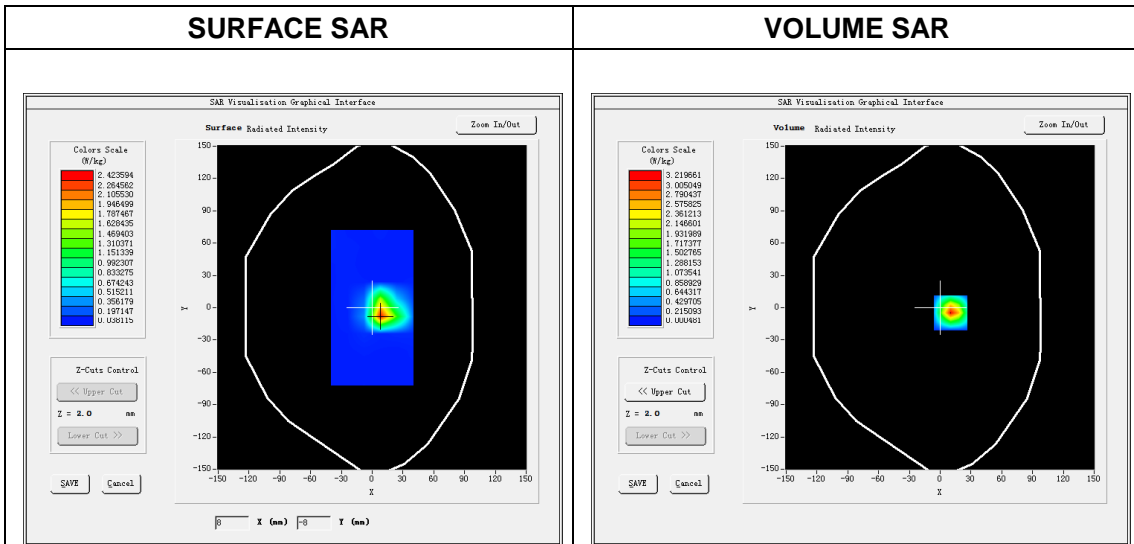 SURFACE SAR
VOLUME SAR
SAR Visualisation Graphical Interface
Surface Radiated Intensity
Zoom In/Out
Colors Scale
(W/kg)
2.423594
2.264562
2.105530
1.946499
1.787467
1.628435
1.469403
1.310371
1.151339
0.992307
0.833275
0.674243
0.515211
0.356179
0.197147
0.038115
Z-Cuts Control
<< Upper Cut
Z = 2.0 mm
Lower Cut >>
SAVE Cancel
150
120
90
60
30
0
-30
-60
-90
-120
-150
Y
-150 -120 -90 -60 -30 0 30 60 90 120 150
X
8 X (mm) -8 Y (mm)
SAR Visualisation Graphical Interface
Volume Radiated Intensity
Zoom In/Out
Colors Scale
(W/kg)
3.219661
3.005049
2.790437
2.575825
2.361213
2.146601
1.931989
1.717377
1.502765
1.288153
1.073541
0.858929
0.644317
0.429705
0.215093
0.000481
Z-Cuts Control
<< Upper Cut
Z = 2.0 mm
Lower Cut >>
SAVE Cancel
150
120
90
60
30
0
-30
-60
-90
-120
-150
Y
-150 -120 -90 -60 -30 0 30 60 90 120 150
X